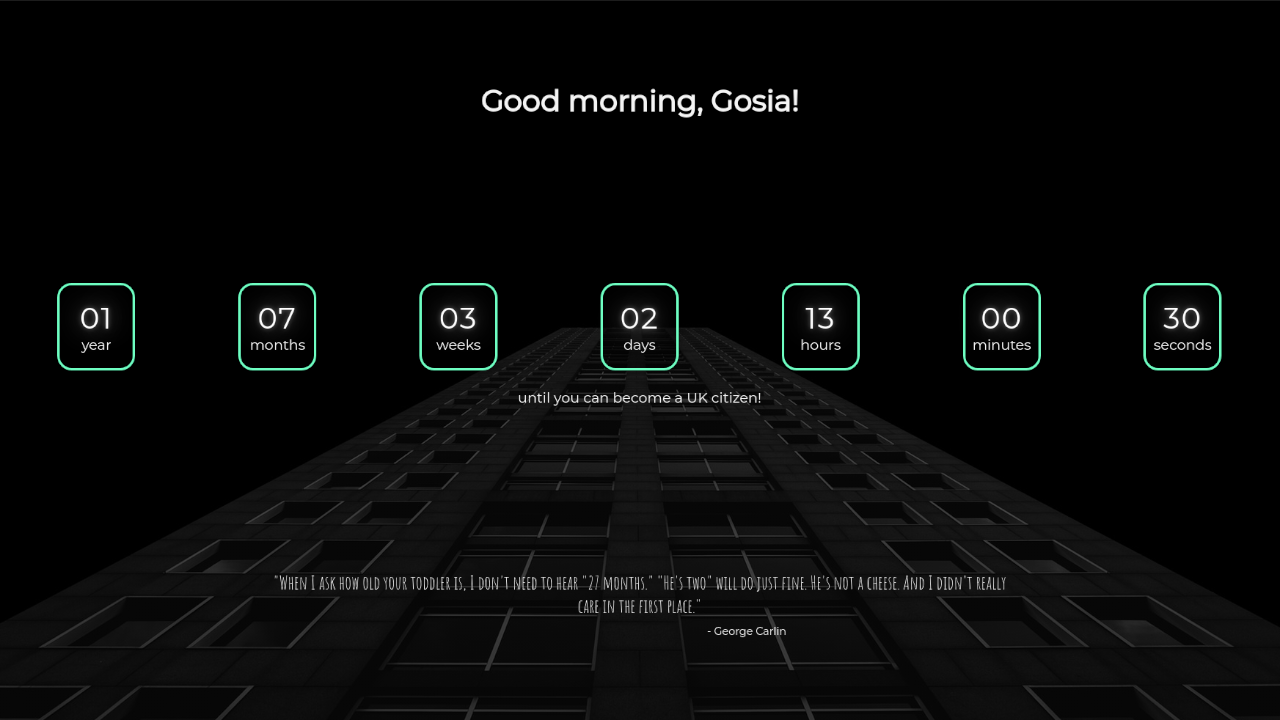 Good morning, Gosia!
01
year
07
months
03
weeks
02
days
13
hours
00
minutes
30
seconds
until you can become a UK citizen!
"When I ask how old your toddler is, I don't need to hear "27 months." "He's two" will do just fine. He's not a cheese. And I didn't really
care in the first place."
- George Carlin